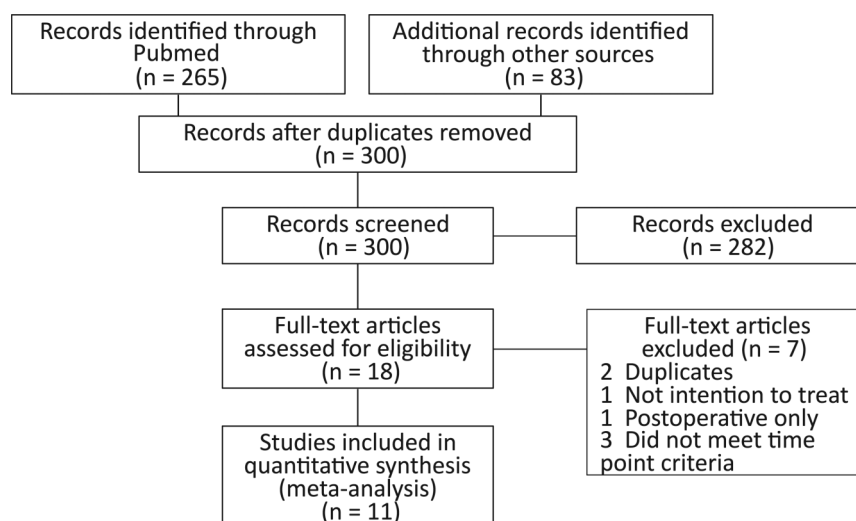 Records identified through
Pubmed
(n = 265)
Additional records identified
through other sources
(n = 83)
Records after duplicates removed
(n = 300)
Records screened
(n = 300)
Records excluded
(n = 282)
Full-text articles
assessed for eligibility
(n = 18)
Full-text articles
excluded (n = 7)
2 Duplicates
1 Not intention to treat
1 Postoperative only
3 Did not meet time
point criteria
Studies included in
quantitative synthesis
(meta-analysis)
(n = 11)